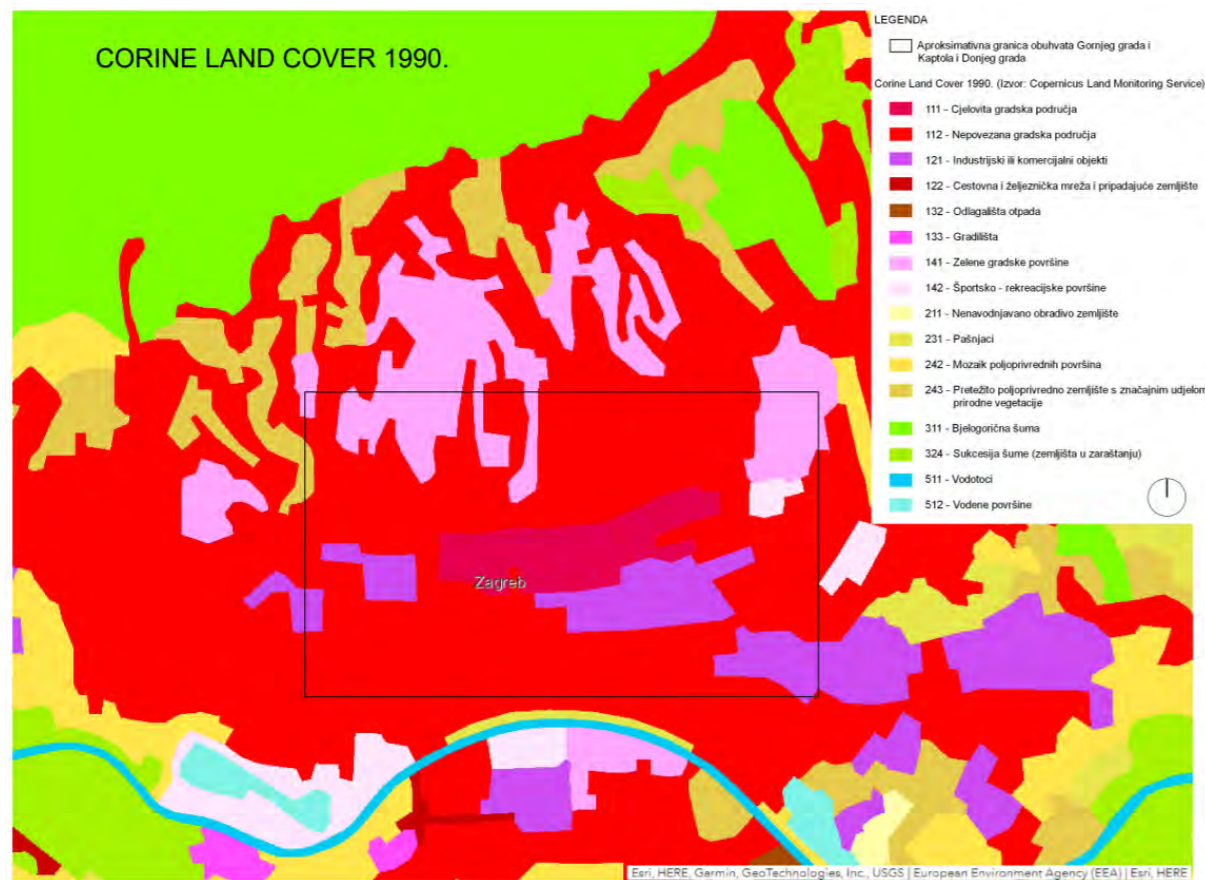 CORINE LAND COVER 1990.
LEGENDA
Aproksimativna granica obuhvata Gornjeg grada i
Kaptola i Donjeg grada
Corine Land Cover 1990. (Izvor: Copernicus Land Monitoring Service)
111 - Cjelovita gradska područja
112 - Nepovezana gradska područja
121 - Industrijski ili komercijalni objekti
122 - Cestovna i željeznička mreža i pripadajuće zemljište
132 - Odlagališta otpada
133 - Gradilišta
141 - Zelene gradske površine
142 - Športsko - rekreacijske površine
211 - Nenavodnjavano obradivo zemljište
231 - Pašnjaci
242 - Mozaik poljoprivrednih površina
243 - Pretežito poljoprivredno zemljište s značajnim udjelom
prirodne vegetacije
311 - Bjelogorična šuma
324 - Sukcesija šume (zemljišta u zaraštanju)
511 - Vodotoci
512 - Vodene površine
Zagreb
Esri, HERE, Garmin, GeoTechnologies, Inc., USGS | European Environment Agency (EEA) | Esri, HERE